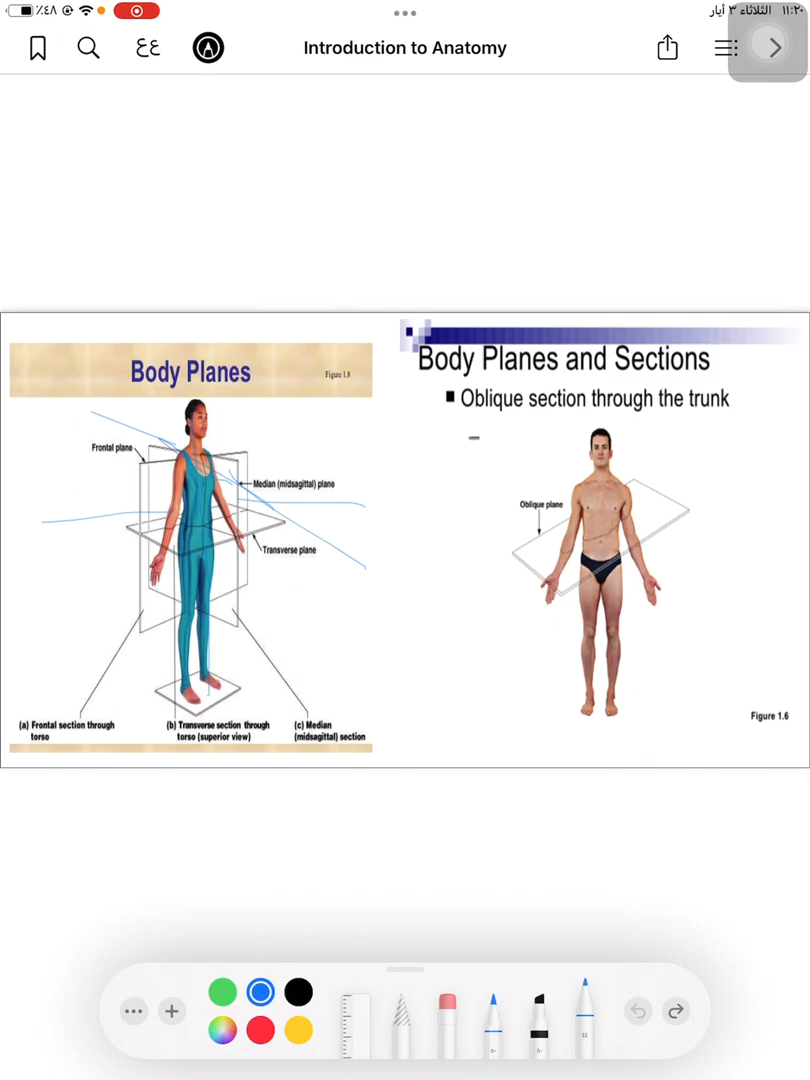 ٪٤٨
١١:٢٠ الثلاثاء ٣ أيار
ع ع
Introduction to Anatomy
Body Planes
Figure 1.8
Frontal plane
Median (midsagittal) plane
Transverse plane
(a) Frontal section through
torso
(b) Transverse section through
torso (superior view)
(c) Median
(midsagittal) section
Body Planes and Sections
Oblique section through the trunk
Oblique plane
Figure 1.6